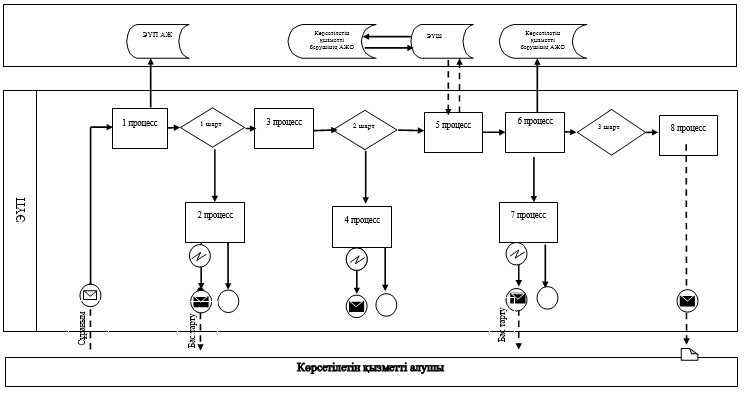 ЭҮП АЖ
Көрсетілетін
қызметті
берушінің АЖО
ЭҮШ
Көрсетілетін
қызметті
берушінің АЖО
ЭҮП
1 процесс
1 шарт
3 процесс
2 шарт
5 процесс
6 процесс
3 шарт
8 процесс
2 процесс
4 процесс
7 процесс
Сұраным
Бас тарту
Бас тарту
Көрсетілетін қызметті алушы